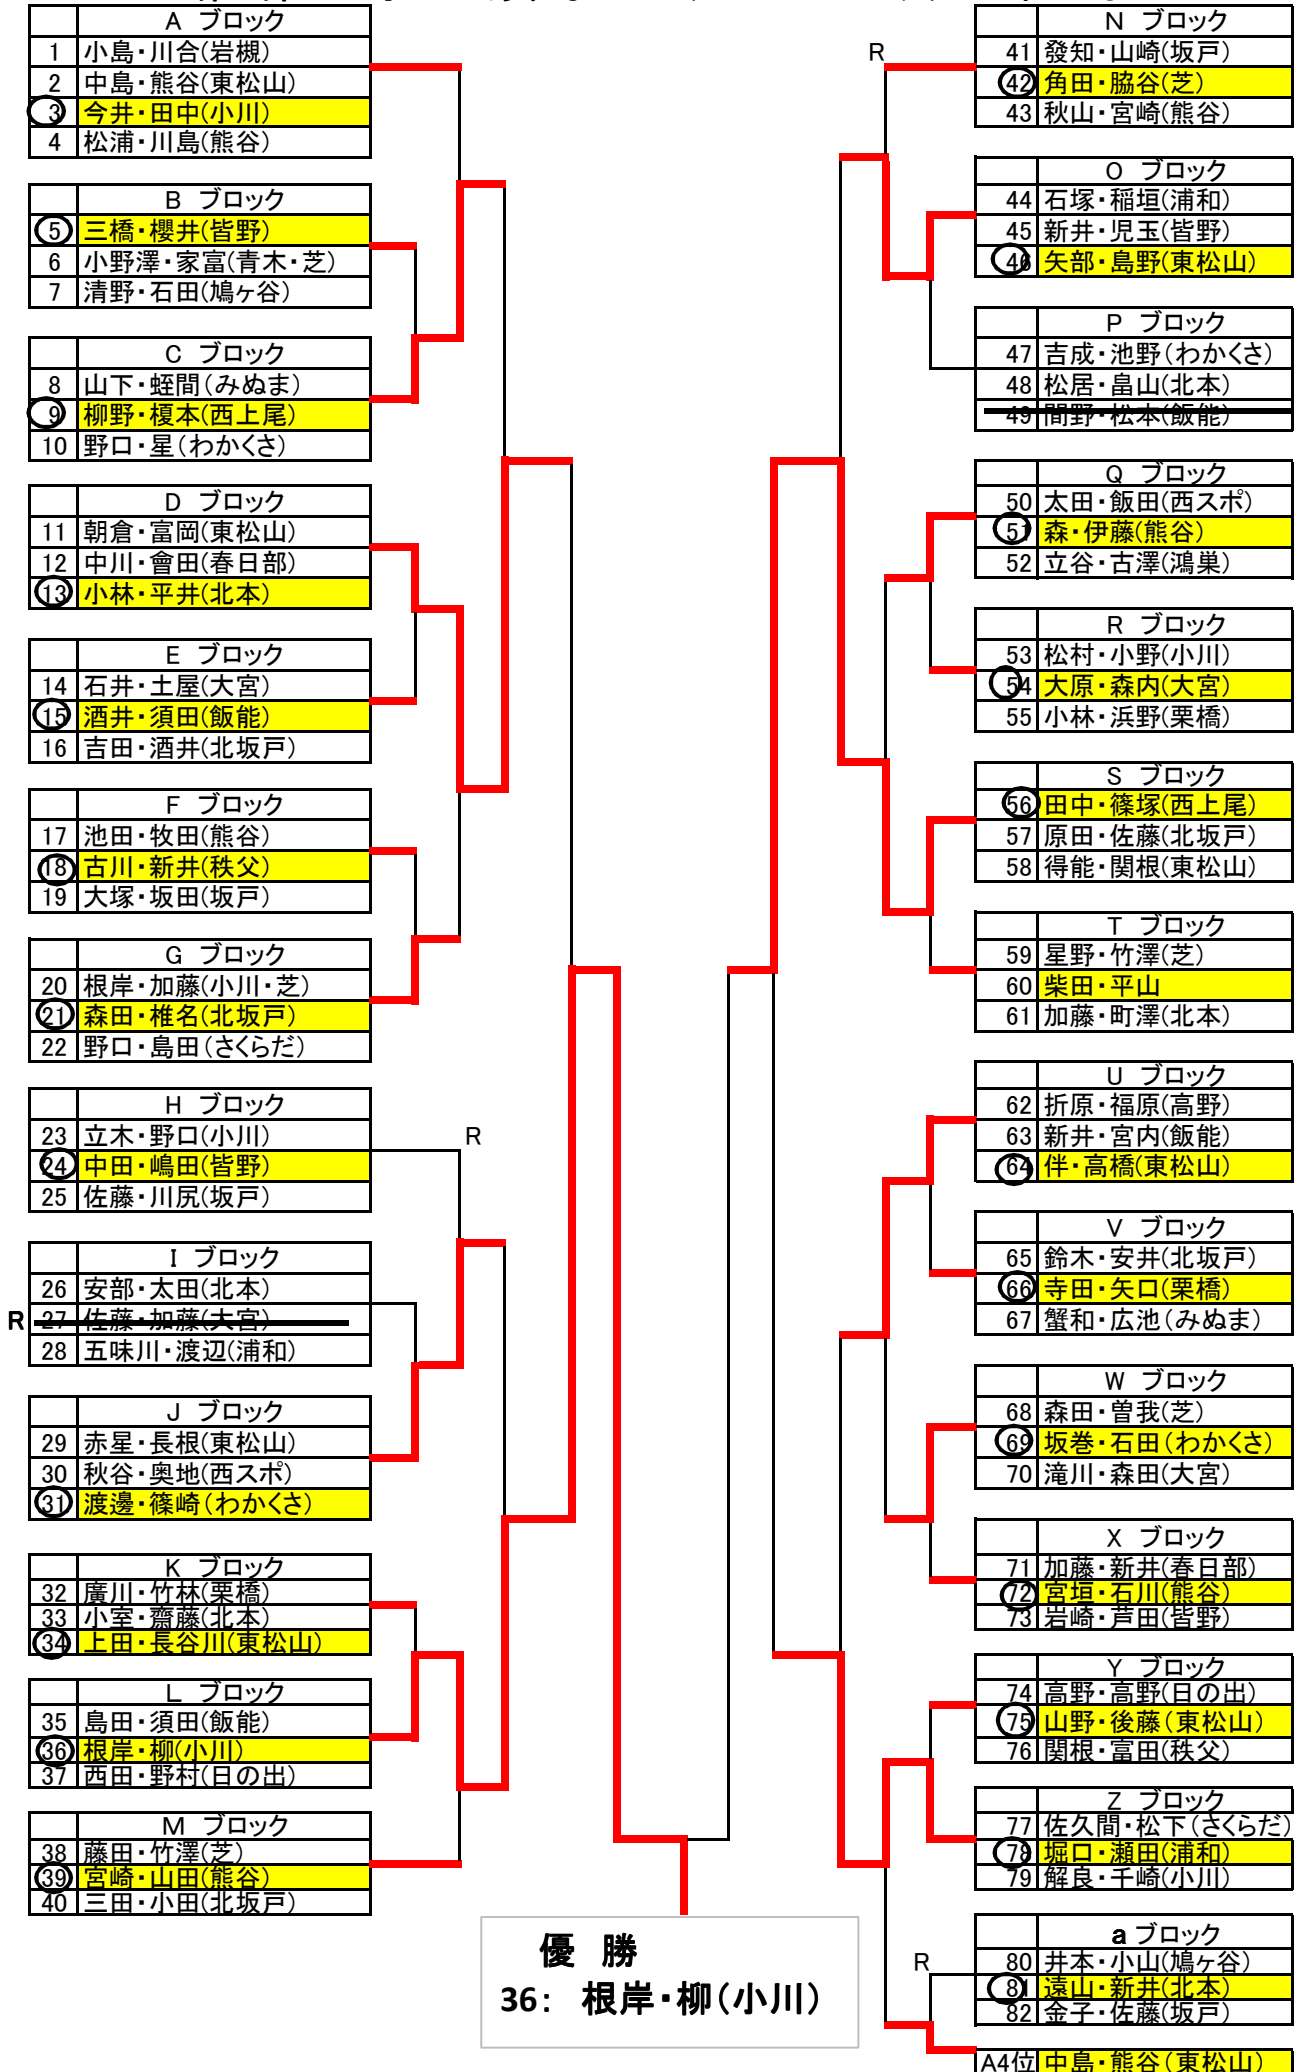 A ブロック
1 小島・川合(岩槻)
2 中島・熊谷(東松山)
3 今井・田中(小川)
4 松浦・川島(熊谷)
B ブロック
5 三橋・櫻井(皆野)
6 小野澤・家富(青木・芝)
7 清野・石田(鳩ヶ谷)
C ブロック
8 山下・蛭間(みぬま)
9 柳野・榎本(西上尾)
10 野口・星(わかくさ)
D ブロック
11 朝倉・富岡(東松山)
12 中川・會田(春日部)
13 小林・平井(北本)
E ブロック
14 石井・土屋(大宮)
15 酒井・須田(飯能)
16 吉田・酒井(北坂戸)
F ブロック
17 池田・牧田(熊谷)
18 古川・新井(秩父)
19 大塚・坂田(坂戸)
G ブロック
20 根岸・加藤(小川・芝)
21 森田・椎名(北坂戸)
22 野口・島田(さくらだ)
H ブロック
23 立木・野口(小川)
R
24 中田・嶋田(皆野)
25 佐藤・川尻(坂戸)
I ブロック
26 安部・太田(北本)
R 27 佐藤・加藤(大宮)
28 五味川・渡辺(浦和)
J ブロック
29 赤星・長根(東松山)
30 秋谷・奥地(西スポ)
31 渡邊・篠崎(わかくさ)
K ブロック
32 廣川・竹林(栗橋)
33 小室・齋藤(北本)
34 上田・長谷川(東松山)
L ブロック
35 島田・須田(飯能)
36 根岸・柳(小川)
37 西田・野村(日の出)
M ブロック
38 藤田・竹澤(芝)
39 宮崎・山田(熊谷)
40 三田・小田(北坂戸)
N ブロック
R
41 發知・山崎(坂戸)
42 角田・脇谷(芝)
43 秋山・宮崎(熊谷)
O ブロック
44 石塚・稲垣(浦和)
45 新井・児玉(皆野)
46 矢部・島野(東松山)
P ブロック
47 吉成・池野(わかくさ)
48 松居・畠山(北本)
49 間野・松本(飯能)
Q ブロック
50 太田・飯田(西スポ)
51 森・伊藤(熊谷)
52 立谷・古澤(鴻巣)
R ブロック
53 松村・小野(小川)
54 大原・森内(大宮)
55 小林・浜野(栗橋)
S ブロック
56 田中・篠塚(西上尾)
57 原田・佐藤(北坂戸)
58 得能・関根(東松山)
T ブロック
59 星野・竹澤(芝)
60 柴田・平山
61 加藤・町澤(北本)
U ブロック
62 折原・福原(高野)
63 新井・宮内(飯能)
64 伴・高橋(東松山)
V ブロック
65 鈴木・安井(北坂戸)
66 寺田・矢口(栗橋)
67 蟹和・広池(みぬま)
W ブロック
68 森田・曽我(芝)
69 坂巻・石田(わかくさ)
70 滝川・森田(大宮)
X ブロック
71 加藤・新井(春日部)
72 宮垣・石川(熊谷)
73 岩崎・芦田(皆野)
Y ブロック
74 高野・高野(日の出)
75 山野・後藤(東松山)
76 関根・富田(秩父)
Z ブロック
77 佐久間・松下(さくらだ)
78 堀口・瀬田(浦和)
79 解良・千崎(小川)
a ブロック
R
80 井本・小山(鳩ヶ谷)
81 遠山・新井(北本)
82 金子・佐藤(坂戸)
A4位 中島・熊谷(東松山)
優 勝
36: 根岸・柳(小川)